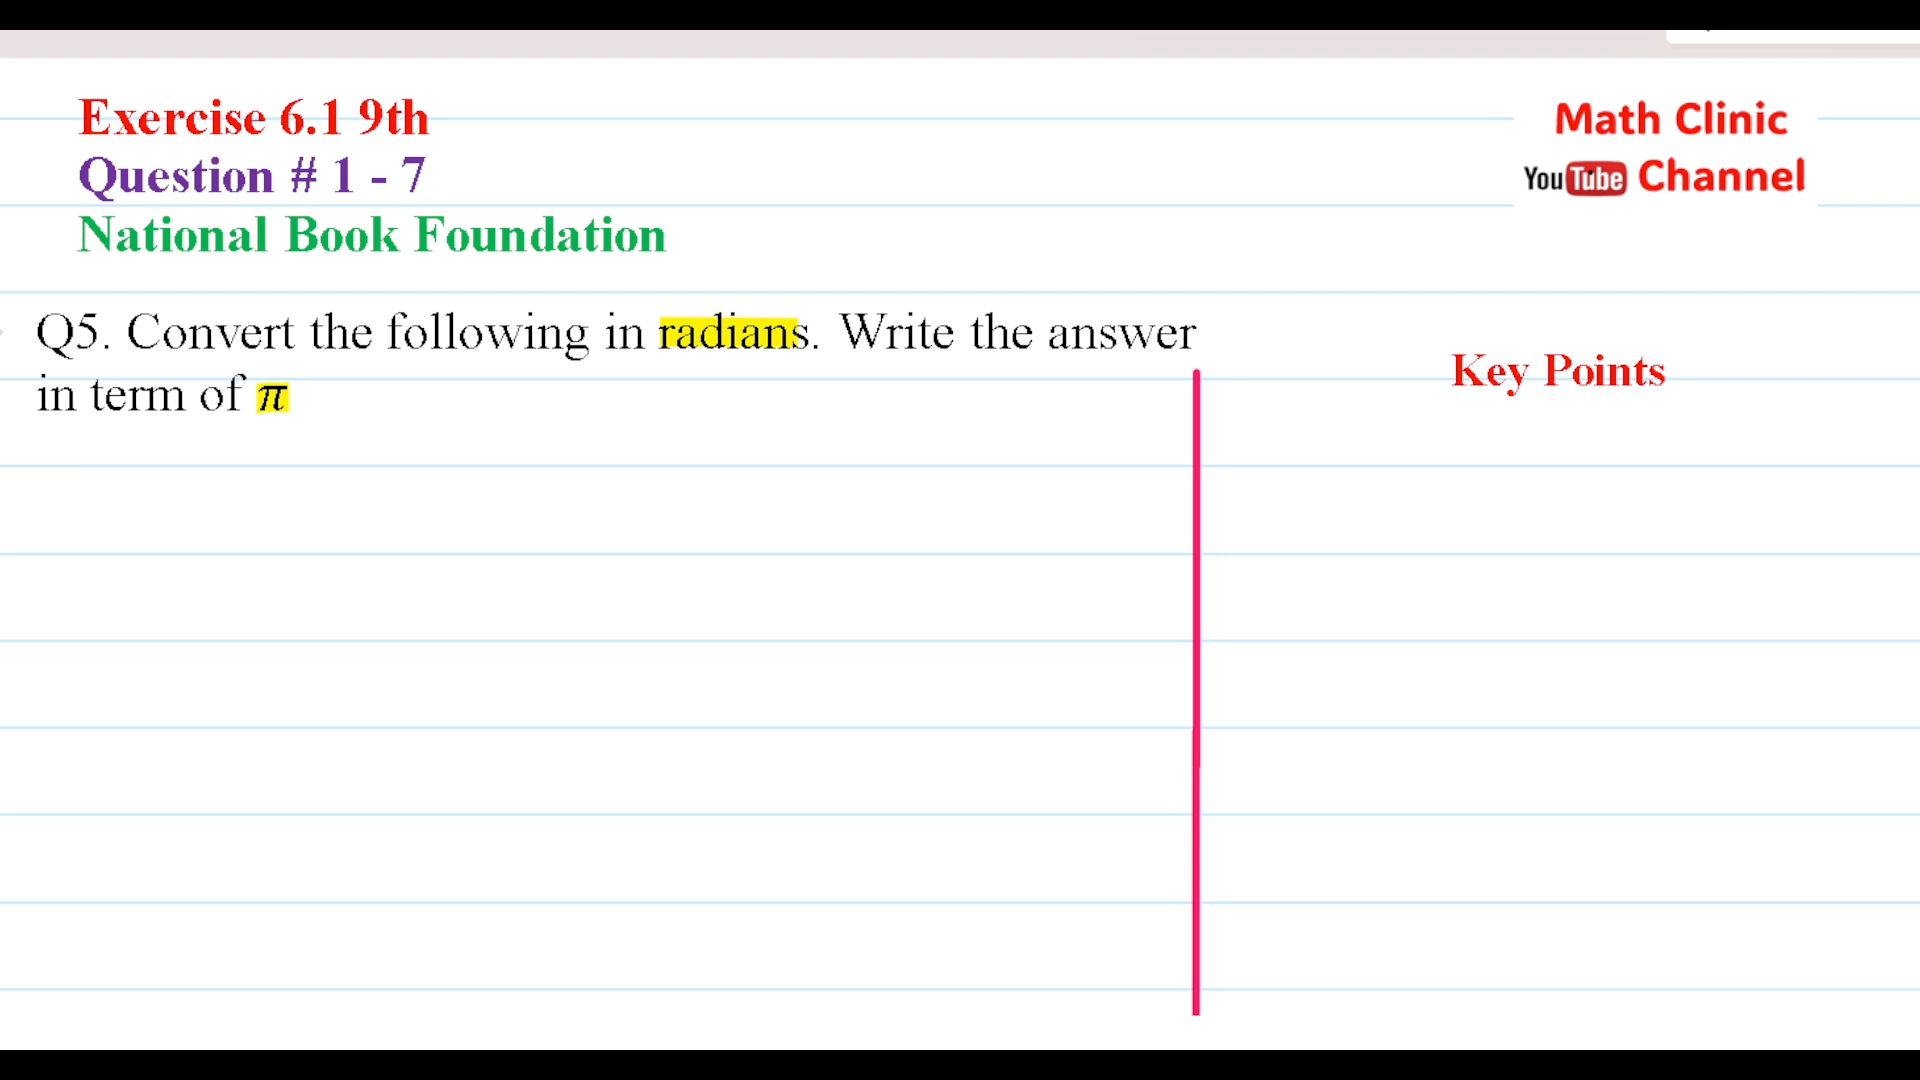 Exercise 6.1 9th
Question # 1 - 7
National Book Foundation
Math Clinic
YouTube Channel
Q5. Convert the following in radians. Write the answer
in term of π
Key Points